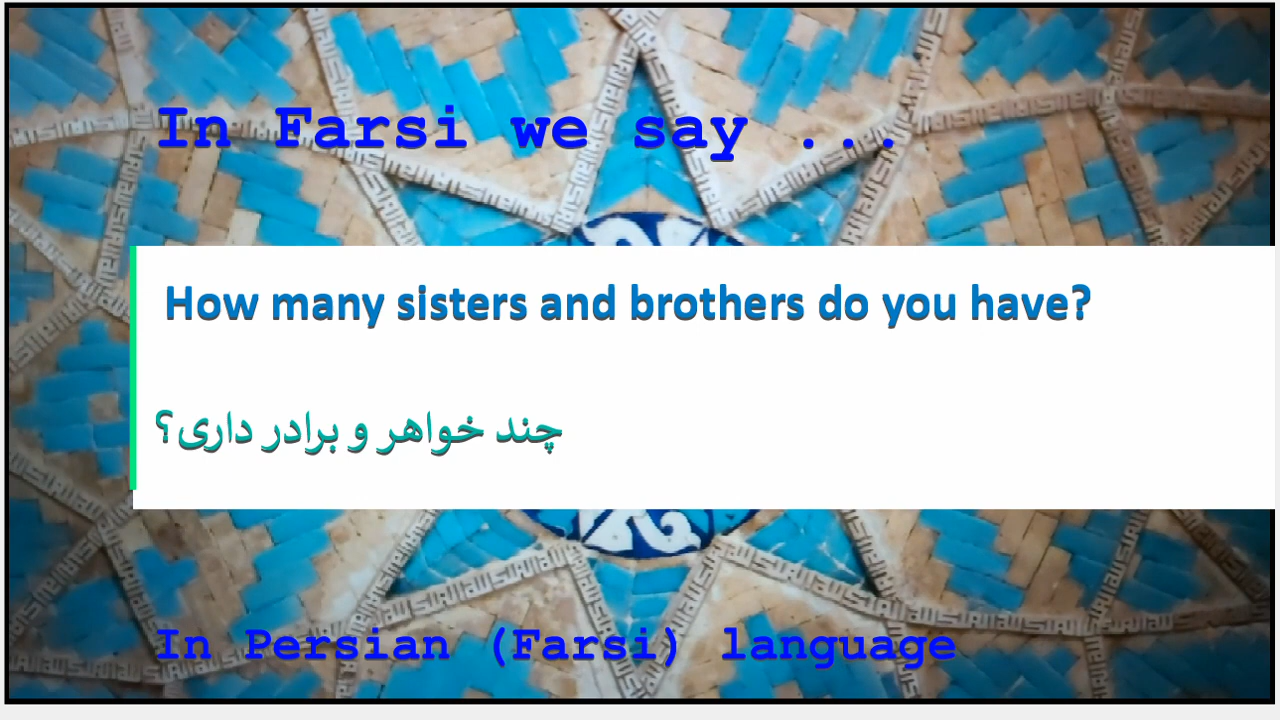 In Farsi we say ...
How many sisters and brothers do you have?
چند خواهر و برادر داری؟
In Persian (Farsi) language